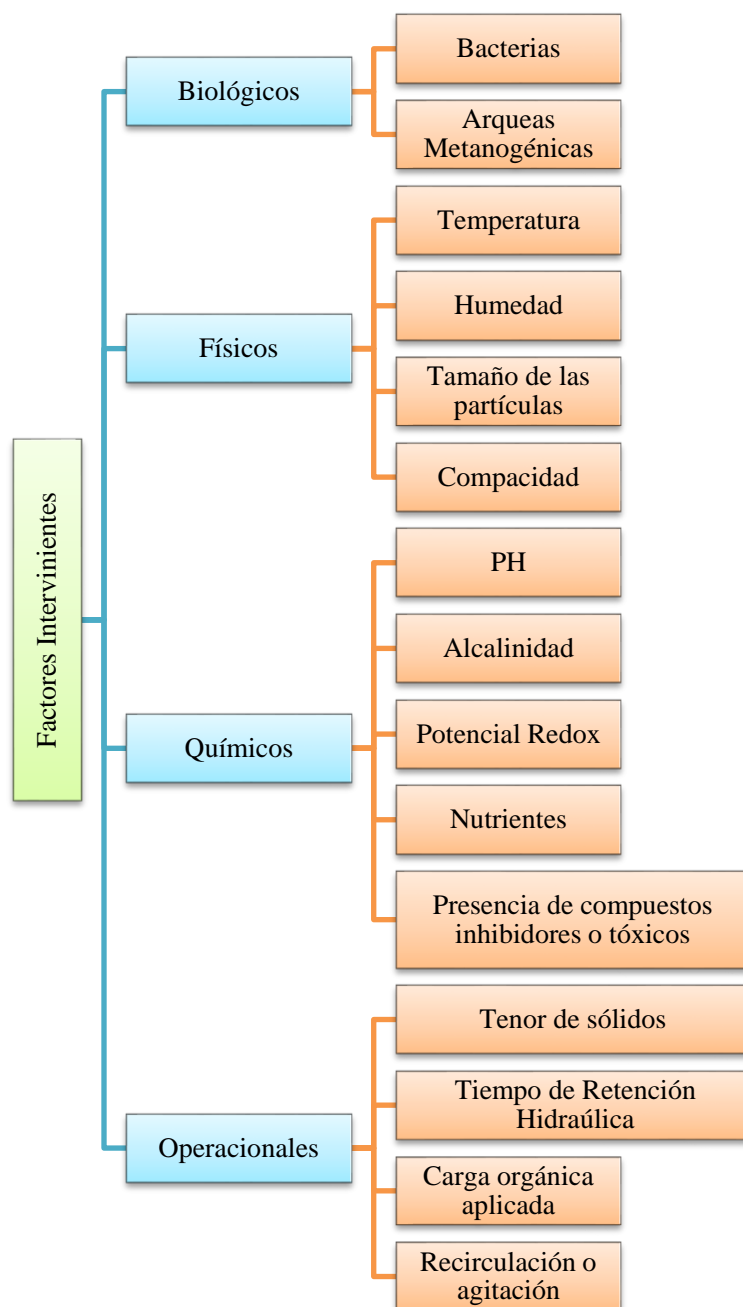 Factores Intervinientes
Biológicos
Bacterias
Arqueas
Metanogénicas
Físicos
Temperatura
Humedad
Tamaño de las
partículas
Compacidad
Químicos
PH
Alcalinidad
Potencial Redox
Nutrientes
Presencia de compuestos
inhibidores o tóxicos
Operacionales
Tenor de sólidos
Tiempo de Retención
Hidraúlica
Carga orgánica
aplicada
Recirculación o
agitación